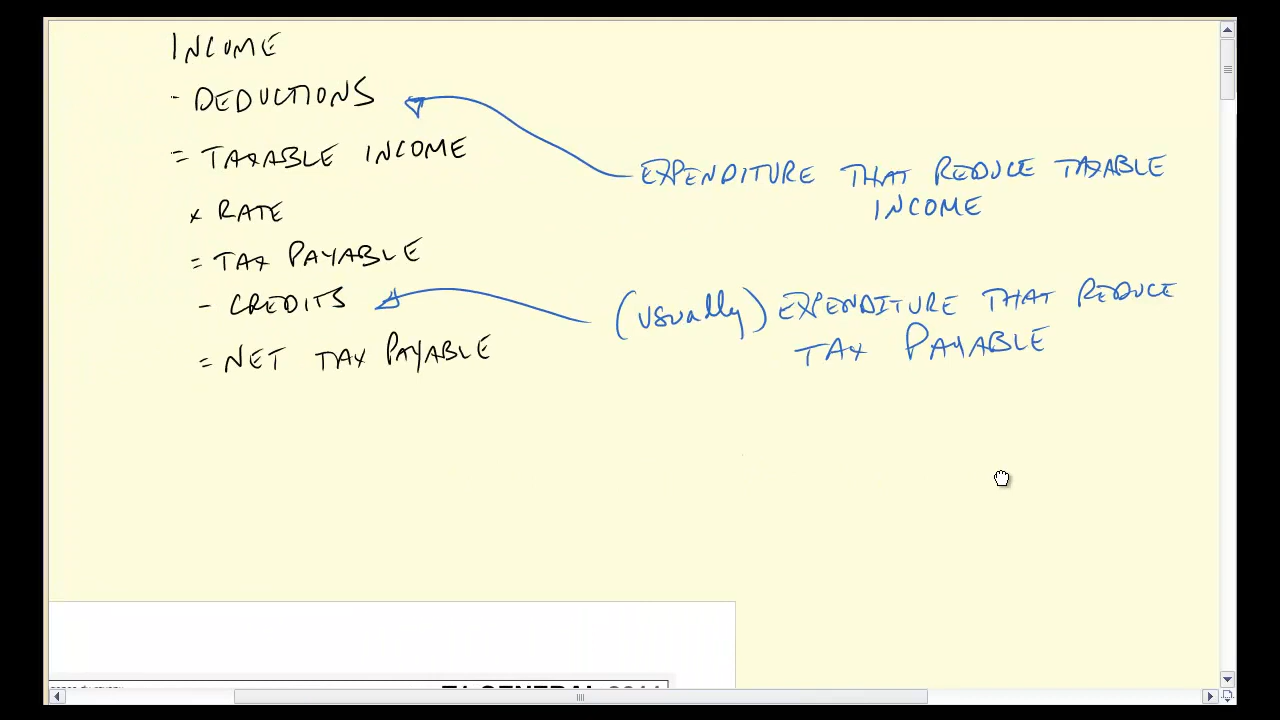 INCOME
- DEDUCTIONS
= TAXABLE INCOME
x RATE
= TAX PAYABLE
- CREDITS
= NET TAX PAYABLE
EXPENDITURE THAT REDUCE TAXABLE
INCOME
(usually) EXPENDITURE THAT REDUCE
TAX PAYABLE